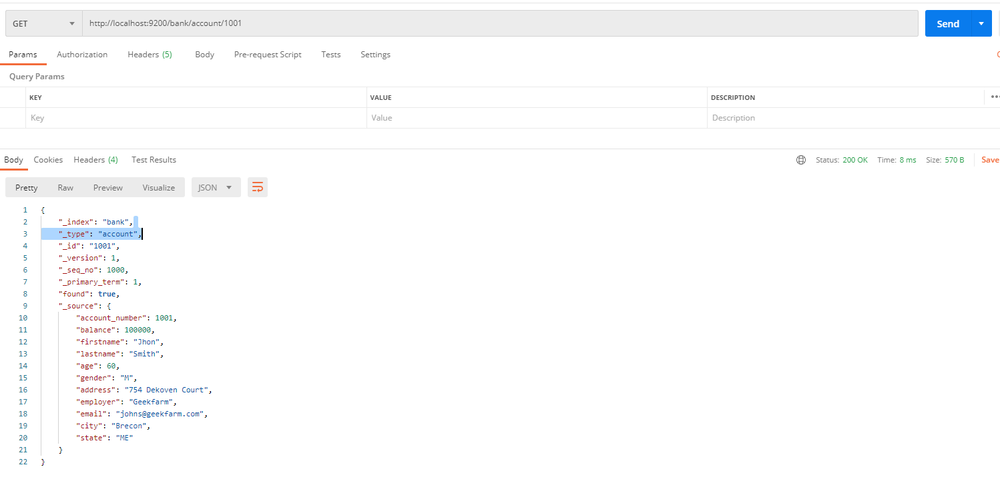 GET http://localhost:9200/bank/account/1001 Send
Params Authorization Headers (5) Body Pre-request Script Tests Settings
Query Params
KEY VALUE DESCRIPTION
Key Value Description
Body Cookies Headers (4) Test Results Status: 200 OK Time: 8 ms Size: 570 B Save
Pretty Raw Preview Visualize JSON
1 {
2 "_index": "bank",
3 "_type": "account",
4 "_id": "1001",
5 "_version": 1,
6 "_seq_no": 1000,
7 "_primary_term": 1,
8 "found": true,
9 "_source": {
10 "account_number": 1001,
11 "balance": 100000,
12 "firstname": "Jhon",
13 "lastname": "Smith",
14 "age": 60,
15 "gender": "M",
16 "address": "754 Dekoven Court",
17 "employer": "Geekfarm",
18 "email": "johns@geekfarm.com",
19 "city": "Brecon",
20 "state": "ME"
21 }
22 }